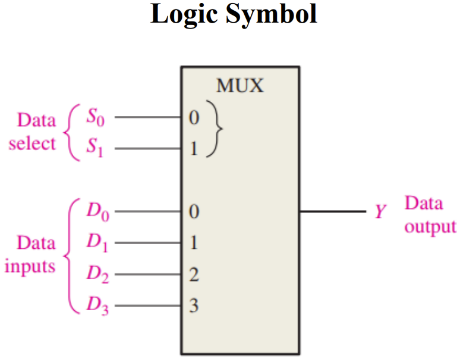 Logic Symbol
MUX
Data select
S₀ 0
S₁ 1
Data inputs
D₀ 0
D₁ 1
D₂ 2
D₃ 3
Y Data output